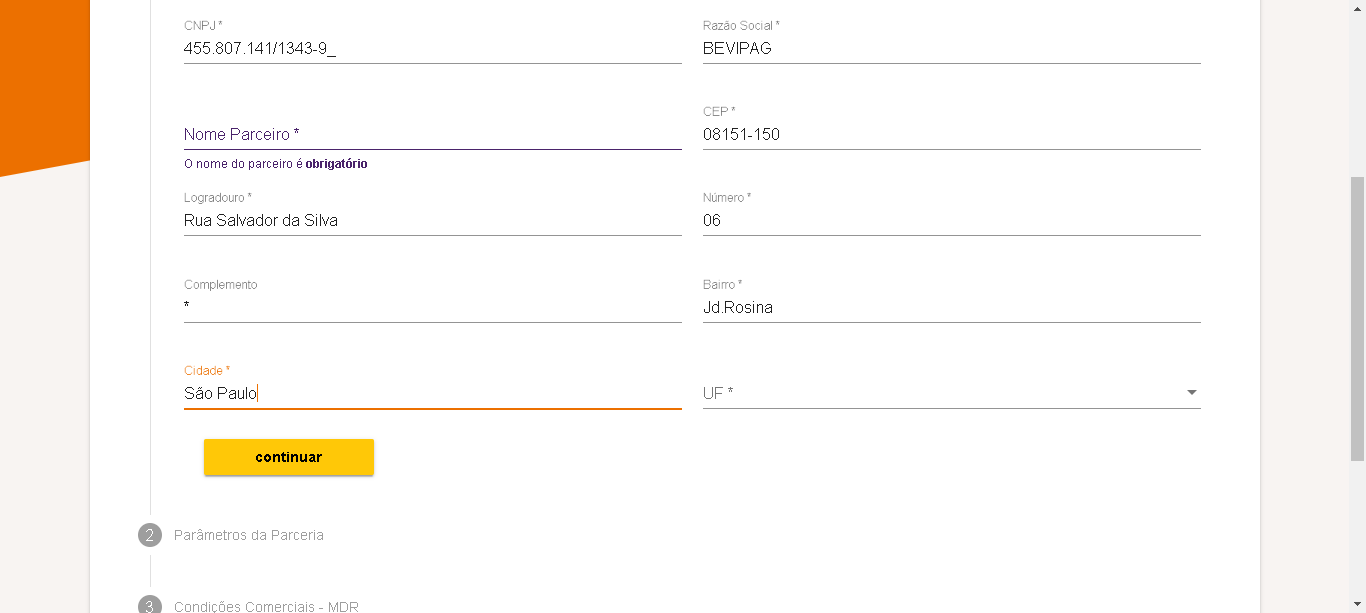 CNPJ *
Razão Social *
455.807.141/1343-9_
BEVIPAG
CEP *
Nome Parceiro *
08151-150
O nome do parceiro é obrigatório
Logradouro *
Número *
Rua Salvador da Silva
06
Complemento
Bairro *
*
Jd.Rosina
Cidade *
São Paulo
UF *
continuar
2 Parâmetros da Parceria
3 Condições Comerciais - MDR